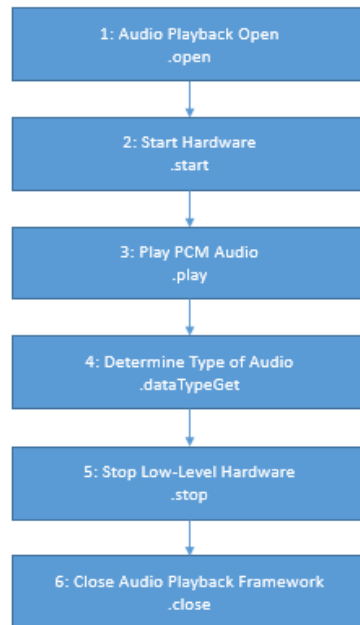 1: Audio Playback Open
.open
2: Start Hardware
.start
3: Play PCM Audio
.play
4: Determine Type of Audio
.dataTypeGet
5: Stop Low-Level Hardware
.stop
6: Close Audio Playback Framework
.close